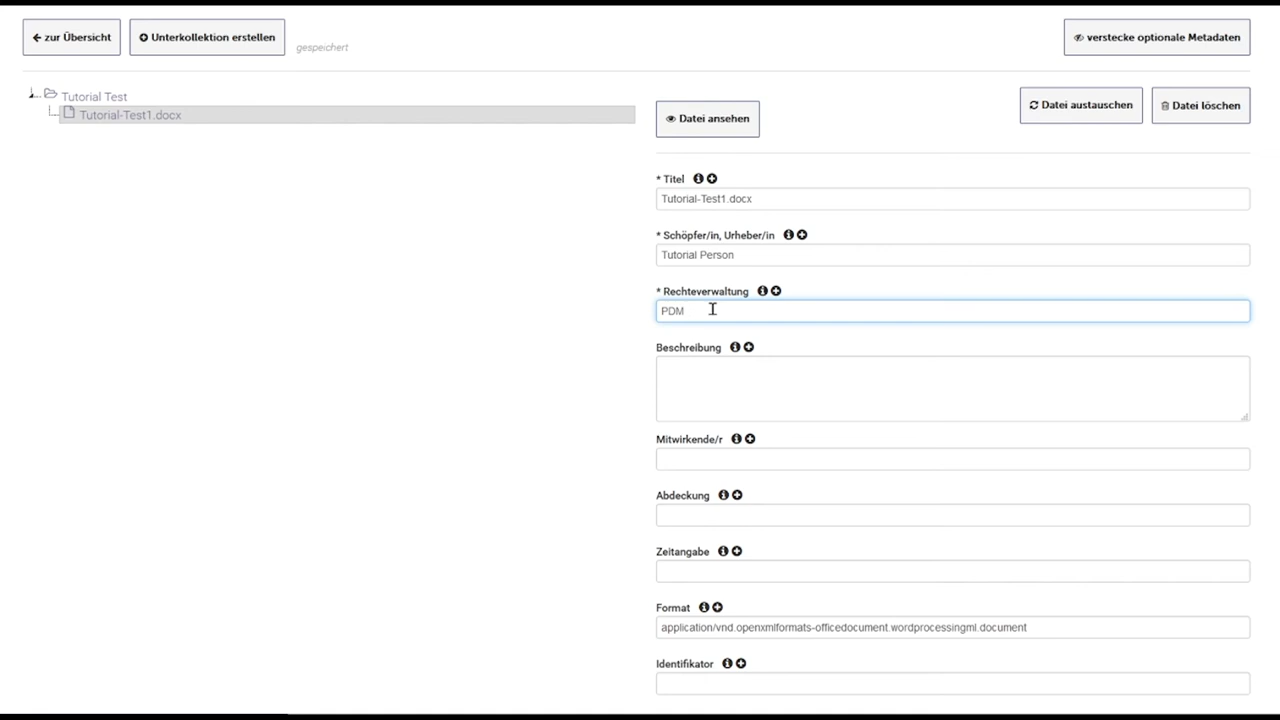 zur Übersicht
Unterkollektion erstellen
gespeichert
verstecke optionale Metadaten
Tutorial Test
Tutorial-Test1.docx
Datei ansehen
Datei austauschen
Datei löschen
* Titel
Tutorial-Test1.docx
* Schöpfer/in, Urheber/in
Tutorial Person
* Rechteverwaltung
PDM
Beschreibung
Mitwirkende/r
Abdeckung
Zeitangabe
Format
application/vnd.openxmlformats-officedocument.wordprocessingml.document
Identifikator